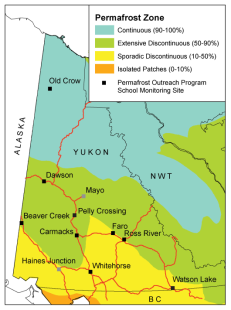 Permafrost Zone
Continuous (90-100%)
Extensive Discontinuous (50-90%)
Sporadic Discontinuous (10-50%)
Isolated Patches (0-10%)
Permafrost Outreach Program
School Monitoring Site
Old Crow
ALASKA
YUKON
NWT
Dawson
Mayo
Beaver Creek
Pelly Crossing
Carmacks
Faro
Ross River
Haines Junction
Whitehorse
Watson Lake
BC